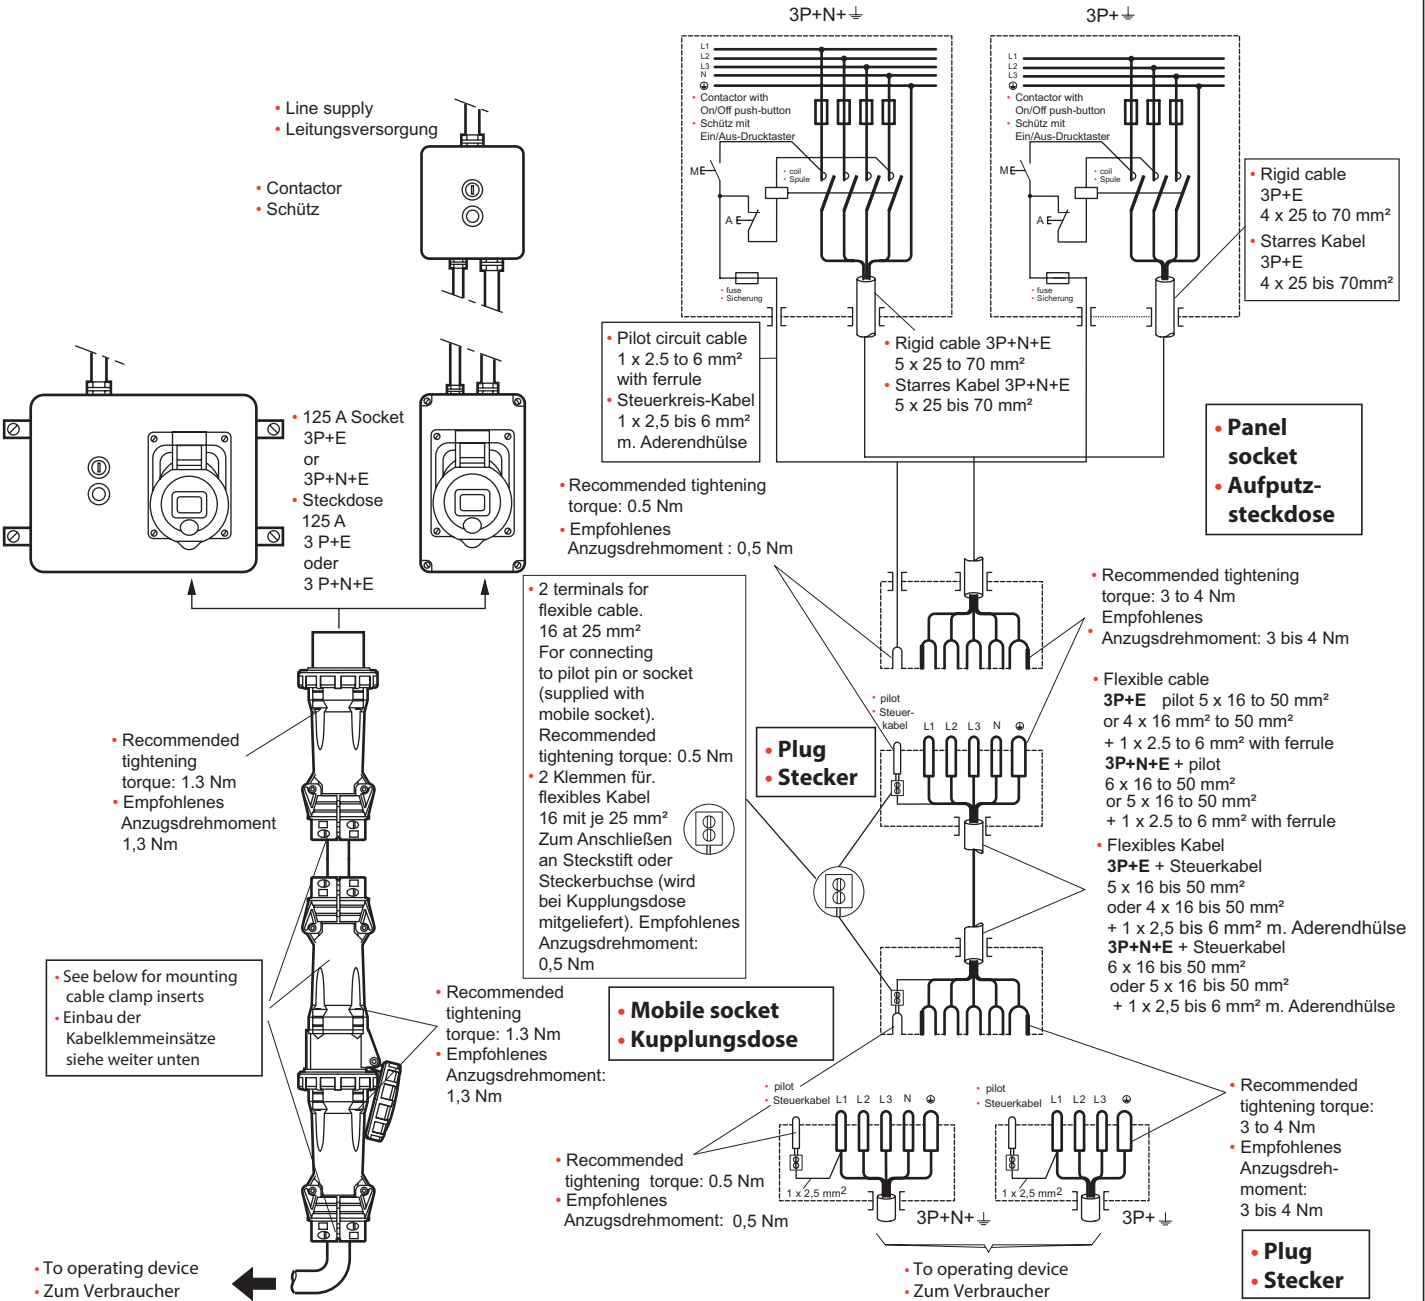 3P+N+⏚
3P+⏚
L1
L2
L3
N
• Contactor with
On/Off push-button
• Schütz mit
Ein/Aus-Drucktaster
M
• coil
• Spule
A
• fuse
• Sicherung
L1
L2
L3
• Contactor with
On/Off push-button
• Schütz mit
Ein/Aus-Drucktaster
M
• coil
• Spule
A
• fuse
• Sicherung
• Line supply
• Leitungsversorgung
• Contactor
• Schütz
• Rigid cable
3P+E
4 x 25 to 70 mm²
• Starres Kabel
3P+E
4 x 25 bis 70mm²
• Pilot circuit cable
1 x 2.5 to 6 mm²
with ferrule
• Steuerkreis-Kabel
1 x 2,5 bis 6 mm²
m. Aderendhülse
• Rigid cable 3P+N+E
5 x 25 to 70 mm²
• Starres Kabel 3P+N+E
5 x 25 bis 70 mm²
• 125 A Socket
3P+E
or
3P+N+E
• Steckdose
125 A
3 P+E
oder
3 P+N+E
• Panel
socket
• Aufputz-
steckdose
• Recommended tightening
torque: 0.5 Nm
• Empfohlenes
Anzugsdrehmoment : 0,5 Nm
• 2 terminals for
flexible cable.
16 at 25 mm²
For connecting
to pilot pin or socket
(supplied with
mobile socket).
Recommended
tightening torque: 0.5 Nm
• 2 Klemmen für.
flexibles Kabel
16 mit je 25 mm²
Zum Anschließen
an Steckstift oder
Steckerbuchse (wird
bei Kupplungsdose
mitgeliefert). Empfohlenes
Anzugsdrehmoment:
0,5 Nm
• Recommended tightening
torque: 3 to 4 Nm
• Empfohlenes
Anzugsdrehmoment: 3 bis 4 Nm
• Flexible cable
3P+E pilot 5 x 16 to 50 mm²
or 4 x 16 mm² to 50 mm²
+ 1 x 2.5 to 6 mm² with ferrule
3P+N+E + pilot
6 x 16 to 50 mm²
or 5 x 16 to 50 mm²
+ 1 x 2.5 to 6 mm² with ferrule
• Flexibles Kabel
3P+E + Steuerkabel
5 x 16 bis 50 mm²
oder 4 x 16 bis 50 mm²
+ 1 x 2,5 bis 6 mm² m. Aderendhülse
3P+N+E + Steuerkabel
6 x 16 bis 50 mm²
oder 5 x 16 bis 50 mm²
+ 1 x 2,5 bis 6 mm² m. Aderendhülse
• pilot
• Steuer-
kabel
L1 L2 L3 N
• Plug
• Stecker
• Recommended
tightening
torque: 1.3 Nm
• Empfohlenes
Anzugsdrehmoment
1,3 Nm
• See below for mounting
cable clamp inserts
• Einbau der
Kabelklemmeinsätze
siehe weiter unten
• Recommended
tightening
torque: 1.3 Nm
• Empfohlenes
Anzugsdrehmoment:
1,3 Nm
• Mobile socket
• Kupplungsdose
• pilot
• Steuerkabel L1 L2 L3 N
1 x 2,5 mm²
3P+N+⏚
• pilot
• Steuerkabel L1 L2 L3
1 x 2,5 mm²
3P+⏚
• Recommended
tightening torque: 0.5 Nm
• Empfohlenes
Anzugsdrehmoment: 0,5 Nm
• Recommended
tightening torque:
3 to 4 Nm
• Empfohlenes
Anzugsdreh-
moment:
3 bis 4 Nm
• Plug
• Stecker
• To operating device
• Zum Verbraucher
• To operating device
• Zum Verbraucher